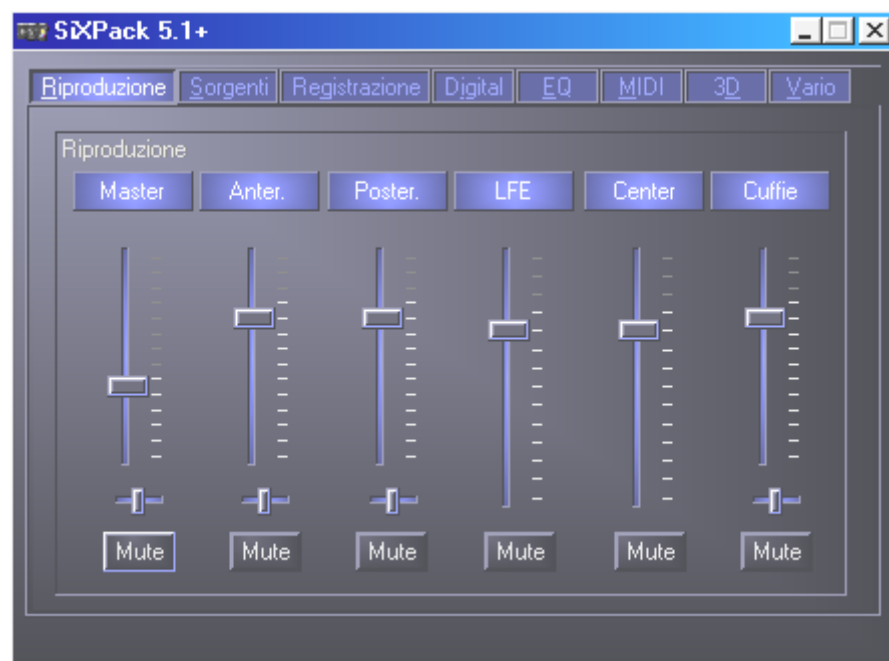 SiXPack 5.1+
Riproduzione Sorgenti Registrazione Digital EQ MIDI 3D Vario
Riproduzione
Master Anter. Poster. LFE Center Cuffie
Mute Mute Mute Mute Mute Mute